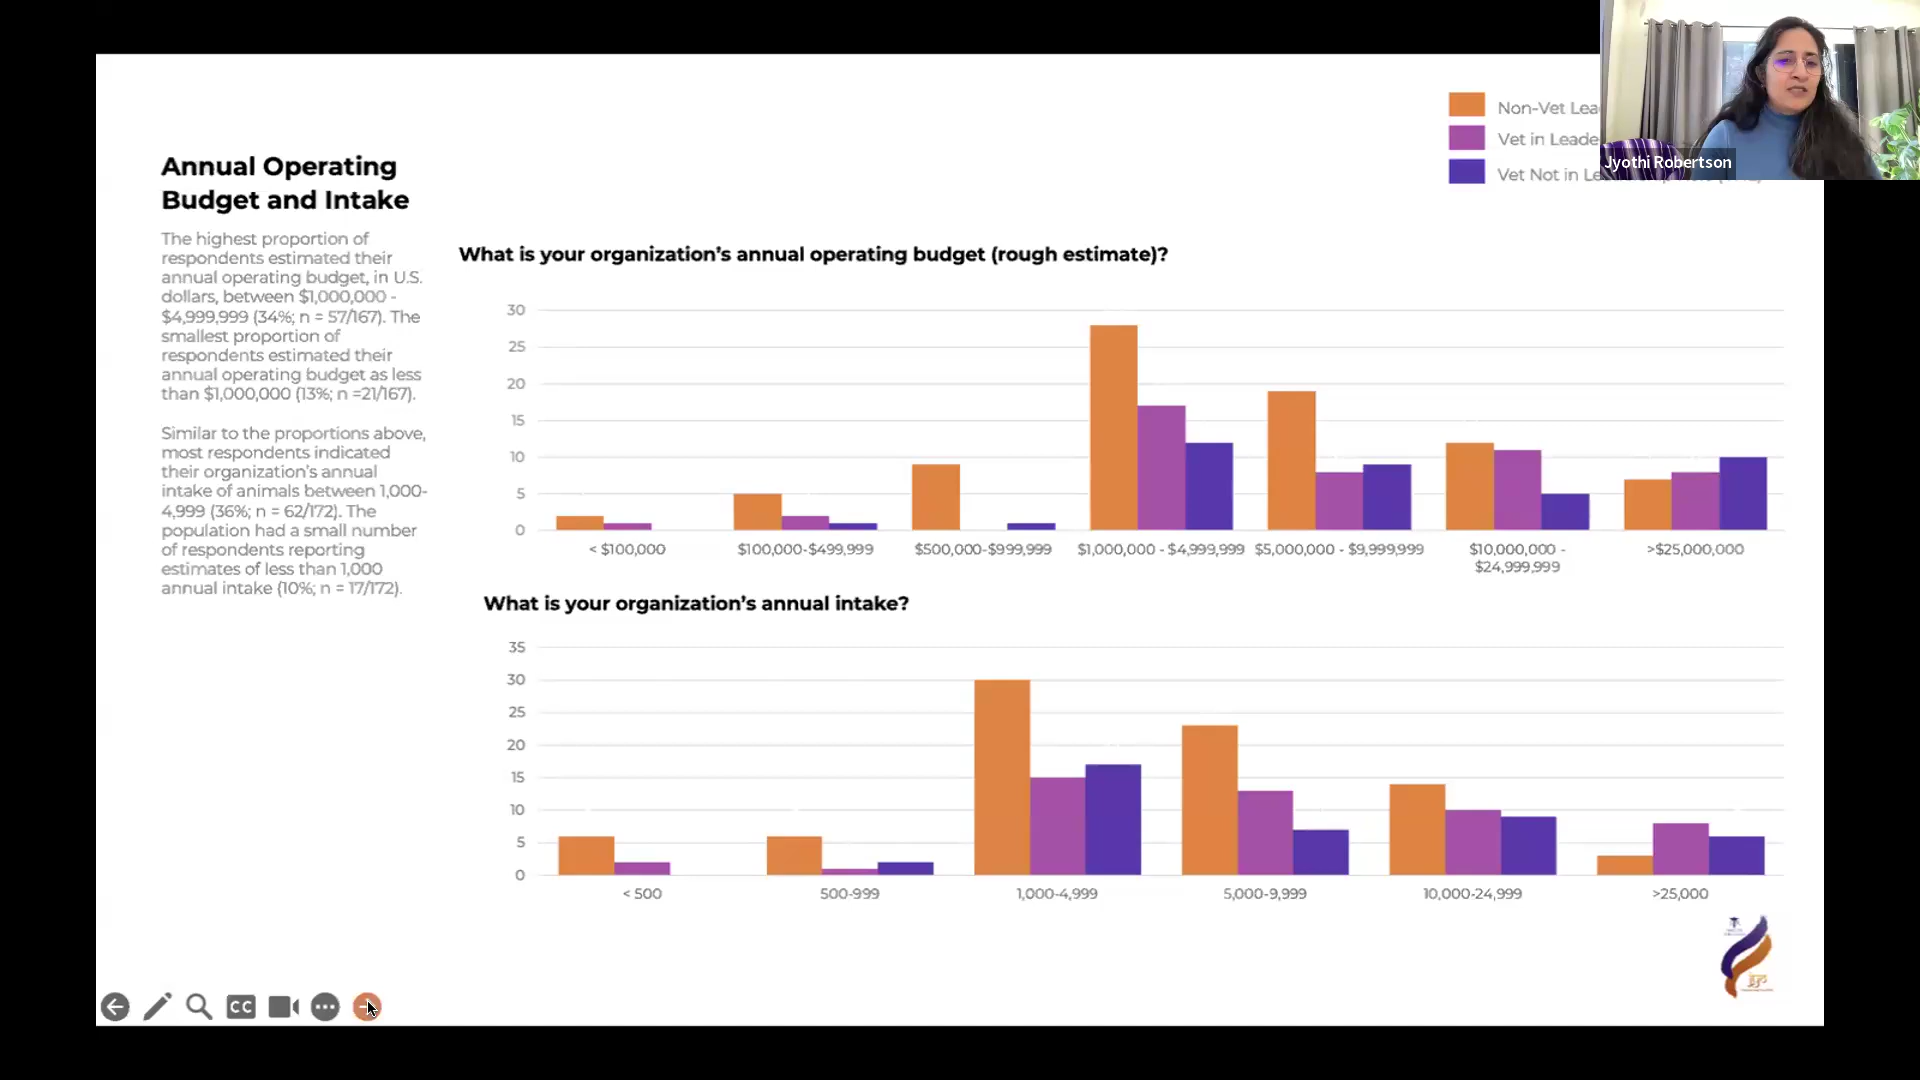 Non-Vet Lea
Vet in Leade
Vet Not in Le
Jyothi Robertson
Annual Operating
Budget and Intake
The highest proportion of
respondents estimated their
annual operating budget, in U.S.
dollars, between $1,000,000 -
$4,999,999 (34%; n = 57/167). The
smallest proportion of
respondents estimated their
annual operating budget as less
than $1,000,000 (13%; n =21/167).
Similar to the proportions above,
most respondents indicated
their organization's annual
intake of animals between 1,000-
4,999 (36%; n = 62/172). The
population had a small number
of respondents reporting
estimates of less than 1,000
annual intake (10%; n = 17/172).
What is your organization's annual operating budget (rough estimate)?
30
25
20
15
10
5
0
< $100,000
$100,000-$499,999
$500,000-$999,999
$1,000,000 - $4,999,999
$5,000,000 - $9,999,999
$10,000,000 -
$24,999,999
>$25,000,000
What is your organization's annual intake?
35
30
25
20
15
10
5
0
< 500
500-999
1,000-4,999
5,000-9,999
10,000-24,999
>25,000
CC